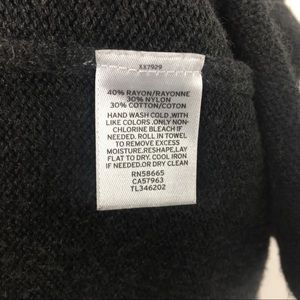 XX7929
40% RAYON/RAYONNE
30% NYLON
30% COTTON/COTON
HAND WASH COLD ,WITH
LIKE COLORS .ONLY NON-
CHLORINE BLEACH IF
NEEDED. ROLL IN TOWEL
TO REMOVE EXCESS
MOISTURE.RESHAPE,LAY
FLAT TO DRY. COOL IRON
IF NEEDED.OR DRY CLEAN
RN58665
CA57963
TL346202